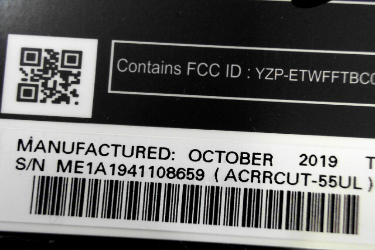 Contains FCC ID : YZP-ETWFFTBC
MANUFACTURED: OCTOBER 2019 T
S/N ME1A1941108659 ( ACRRCUT-55UL )